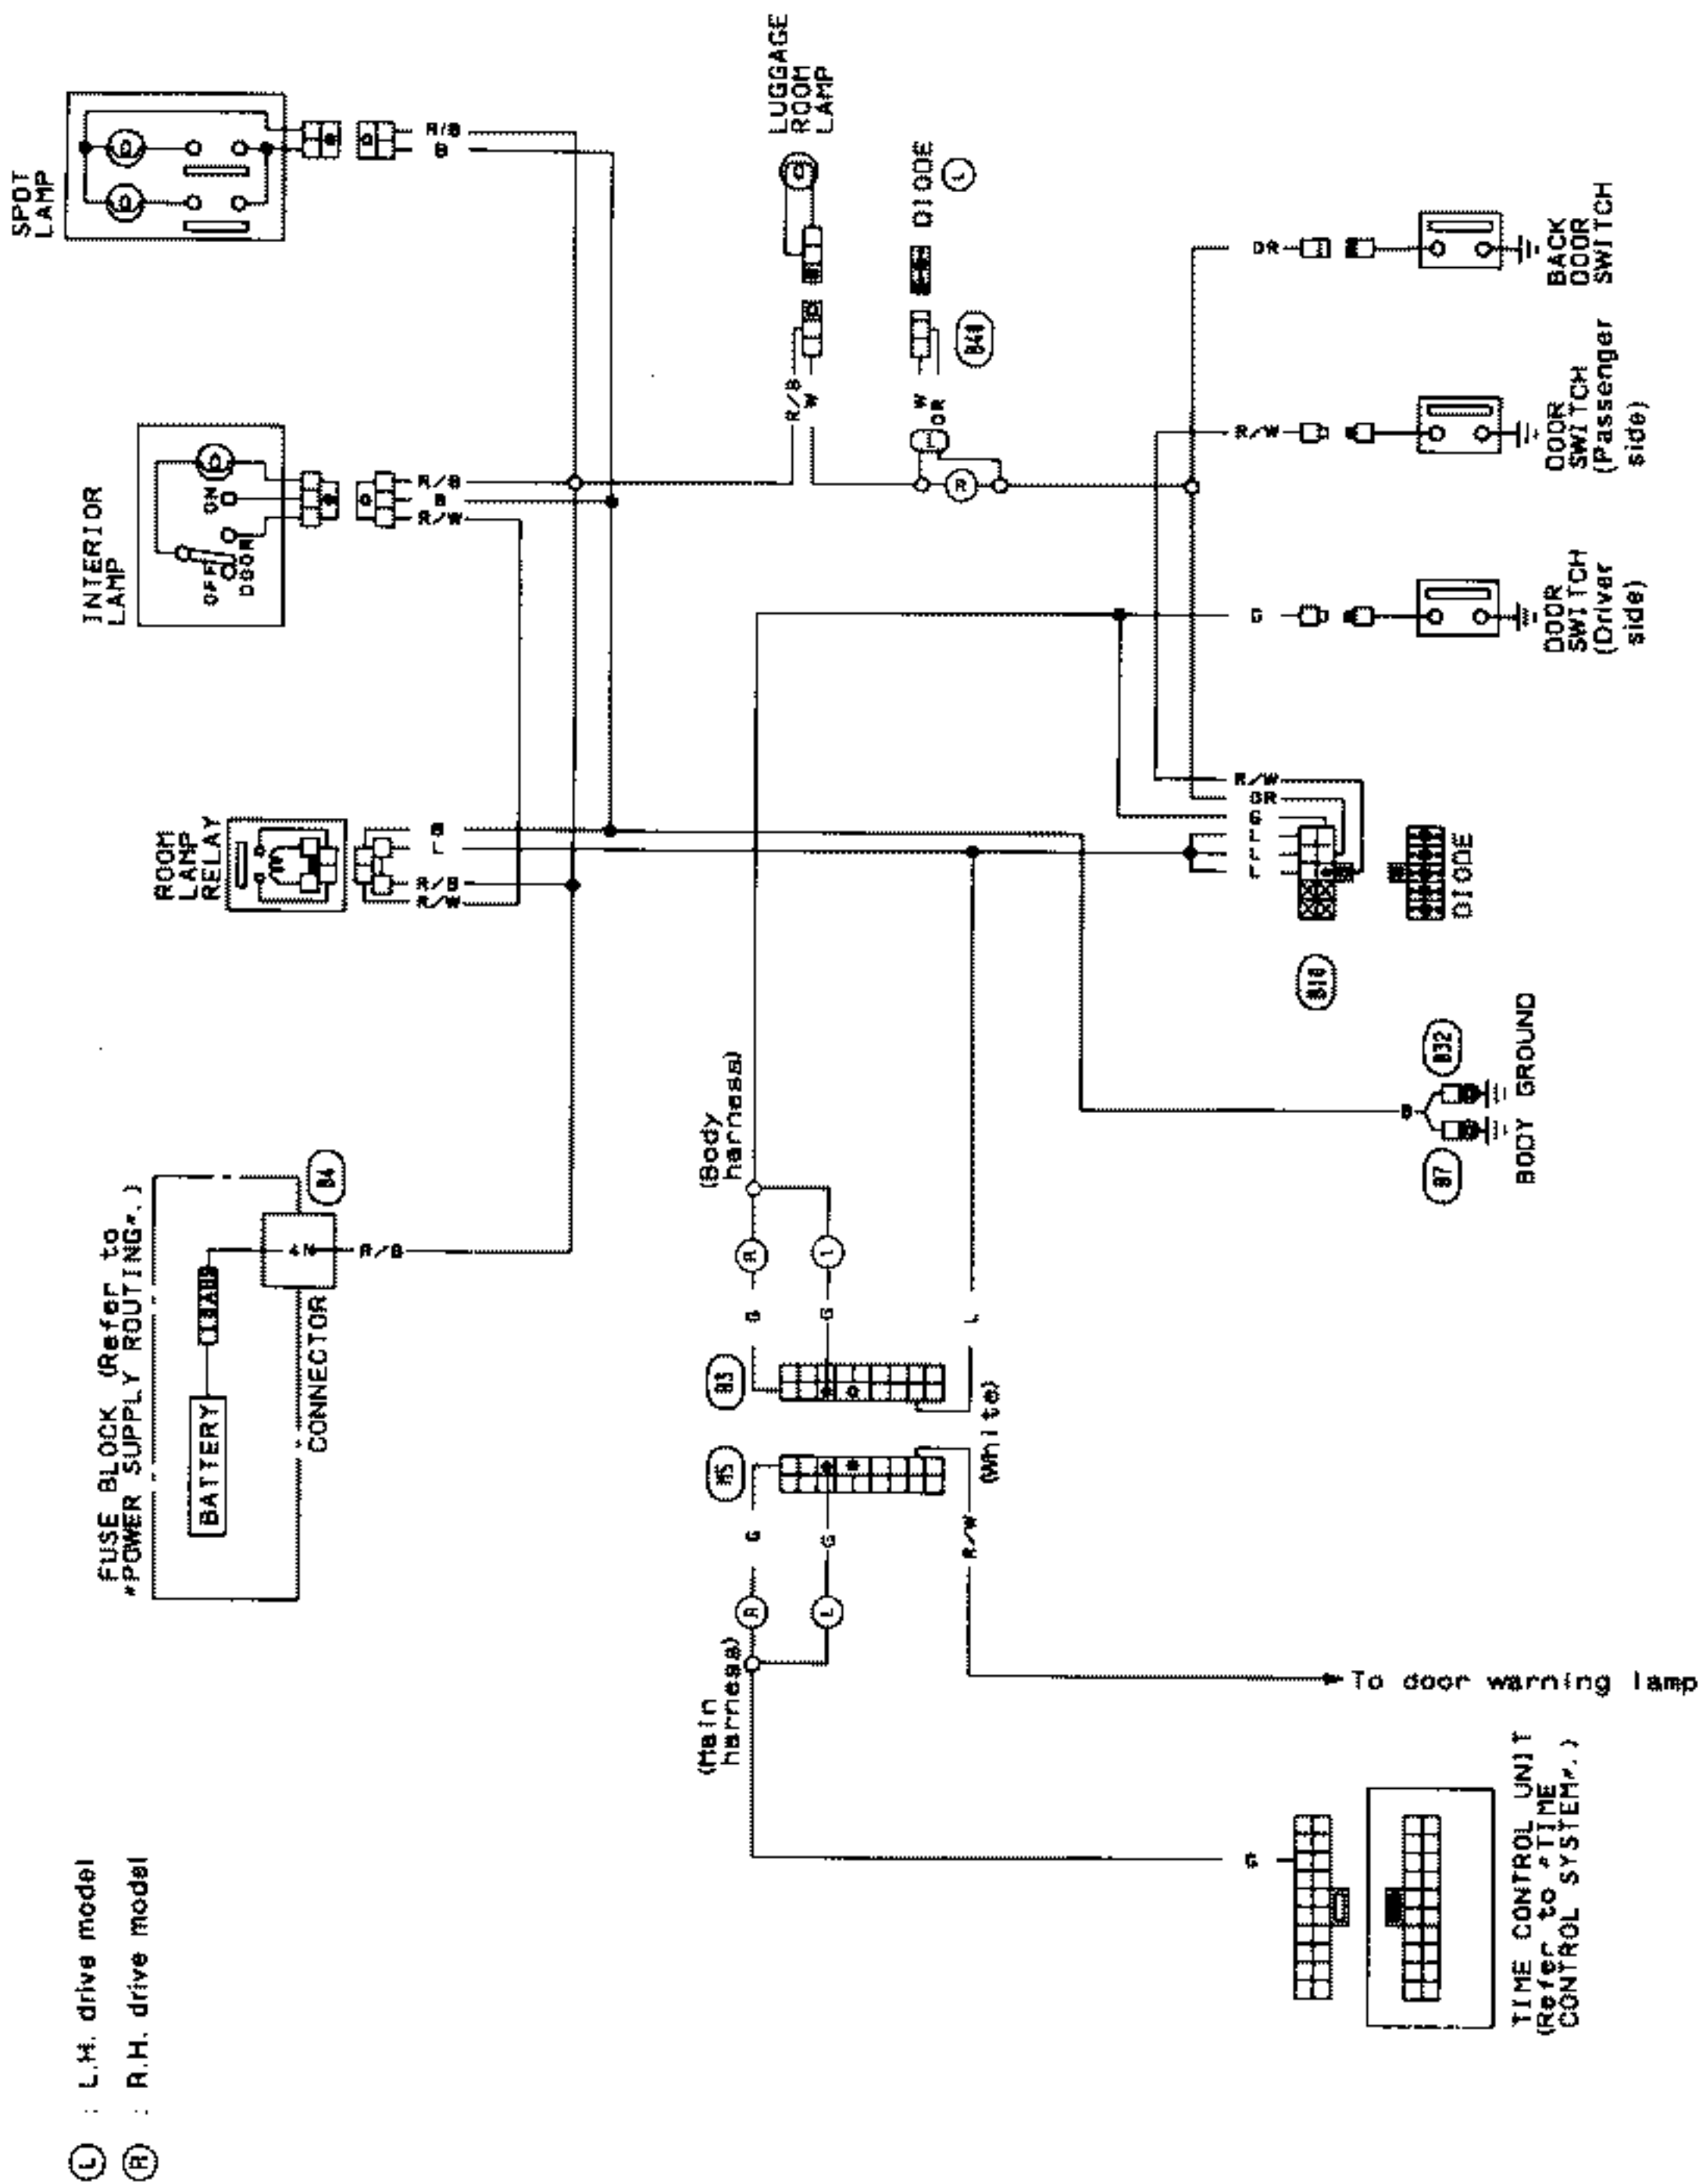 L : L.H. drive model
R : R.H. drive model
FUSE BLOCK (Refer to
"POWER SUPPLY ROUTING".)
BATTERY
CONNECTOR
B4
R/B
ROOM
LAMP
RELAY
B
L
R/B
R/W
INTERIOR
LAMP
OFF
DOOR
ON
R/B
B
R/W
SPOT
LAMP
R/B
B
(Main
harness)
R
G
L
G
M5
B3
(White)
R/W
L
G
R
G
L
(Body
harness)
LUGGAGE
ROOM
LAMP
R/B
W
DIODE
L
W
OR
R
To door warning lamp
TIME CONTROL UNIT
(Refer to "TIME
CONTROL SYSTEM".)
G
B
B7
B32
BODY GROUND
R/W
G
L
L
L
DIODE
G
DOOR
SWITCH
(Driver
side)
R/W
DOOR
SWITCH
(Passenger
side)
OR
BACK
DOOR
SWITCH